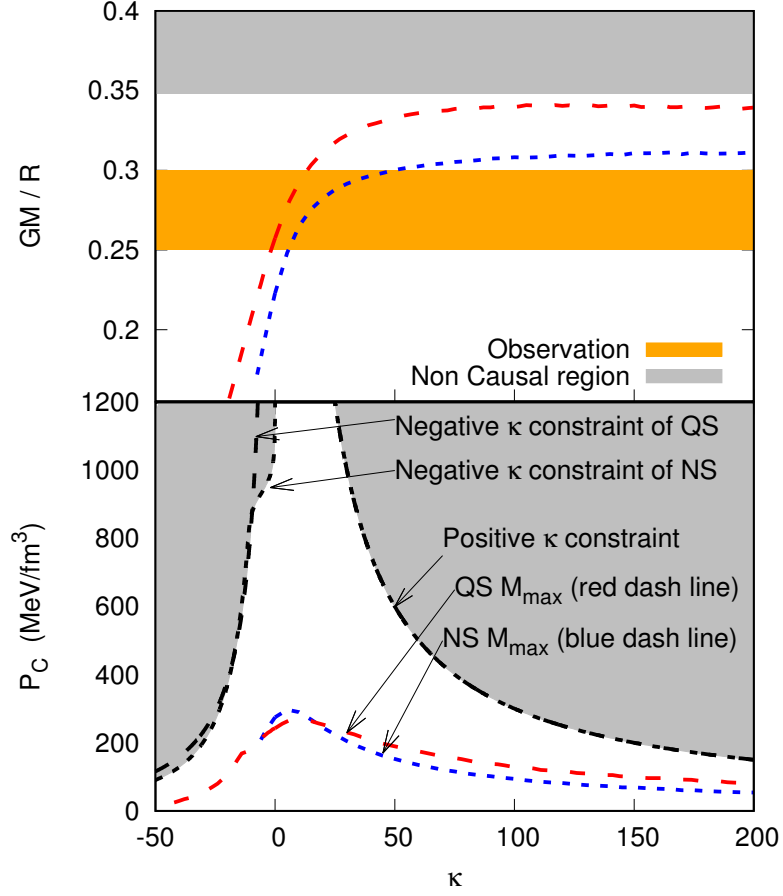 0.4
0.35
0.3
0.25
0.2
GM / R
Observation
Non Causal region
1200
1000
800
600
400
200
0
P_C (MeV/fm^3)
Negative κ constraint of QS
Negative κ constraint of NS
Positive κ constraint
QS M_max (red dash line)
NS M_max (blue dash line)
-50 0 50 100 150 200
κ